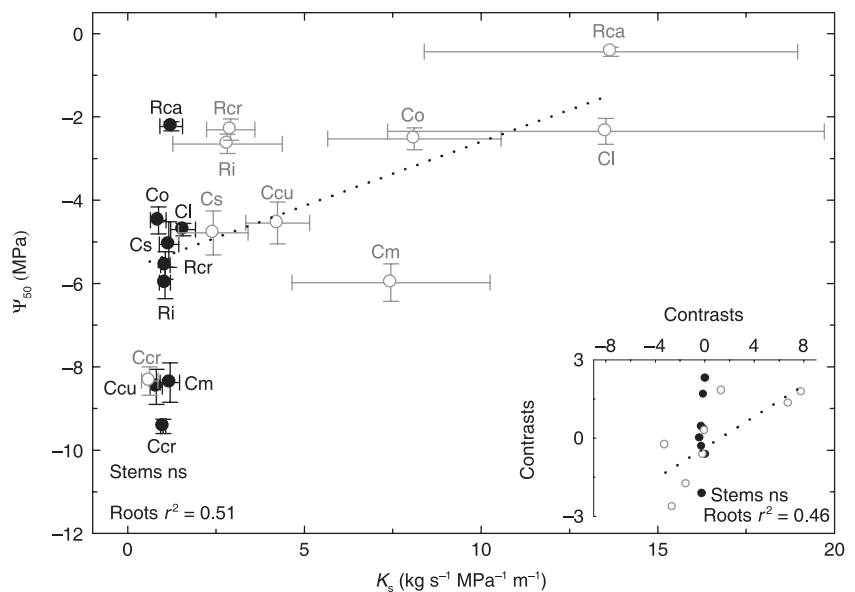 0
−2
−4
−6
−8
−10
−12
Ψ50 (MPa)
0
5
10
15
20
Ks (kg s−1 MPa−1 m−1)
Rca
Rca
Rcr
Co
Ri
Cl
Co
Cl
Cs
Ccu
Cs
Rcr
Cm
Ri
Ccr
Ccu
Cm
Ccr
Stems ns
Roots r2 = 0.51
Contrasts
−8
−4
0
4
8
3
0
−3
Contrasts
Stems ns
Roots r2 = 0.46